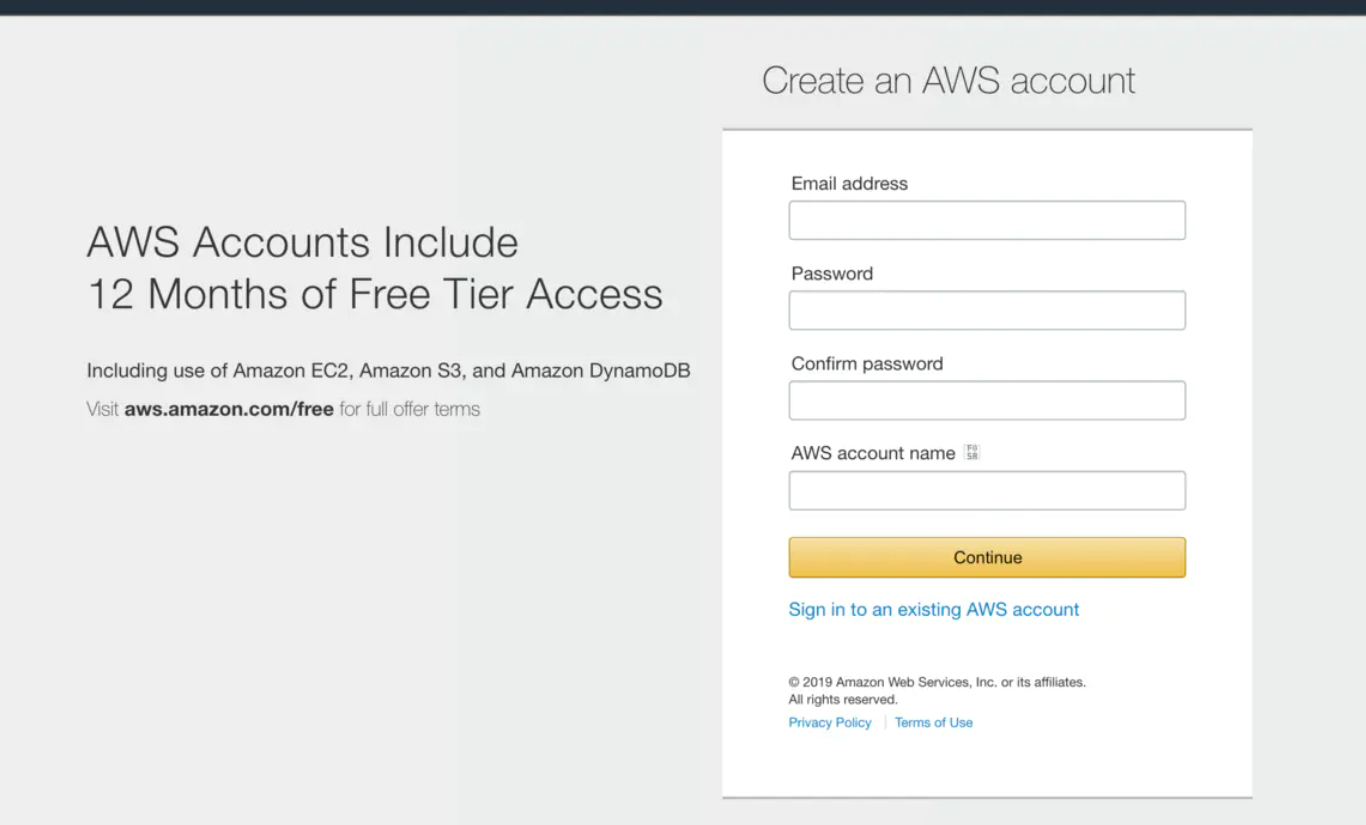 Create an AWS account
AWS Accounts Include
12 Months of Free Tier Access
Including use of Amazon EC2, Amazon S3, and Amazon DynamoDB
Visit aws.amazon.com/free for full offer terms
Email address
Password
Confirm password
AWS account name
Continue
Sign in to an existing AWS account
© 2019 Amazon Web Services, Inc. or its affiliates.
All rights reserved.
Privacy Policy | Terms of Use